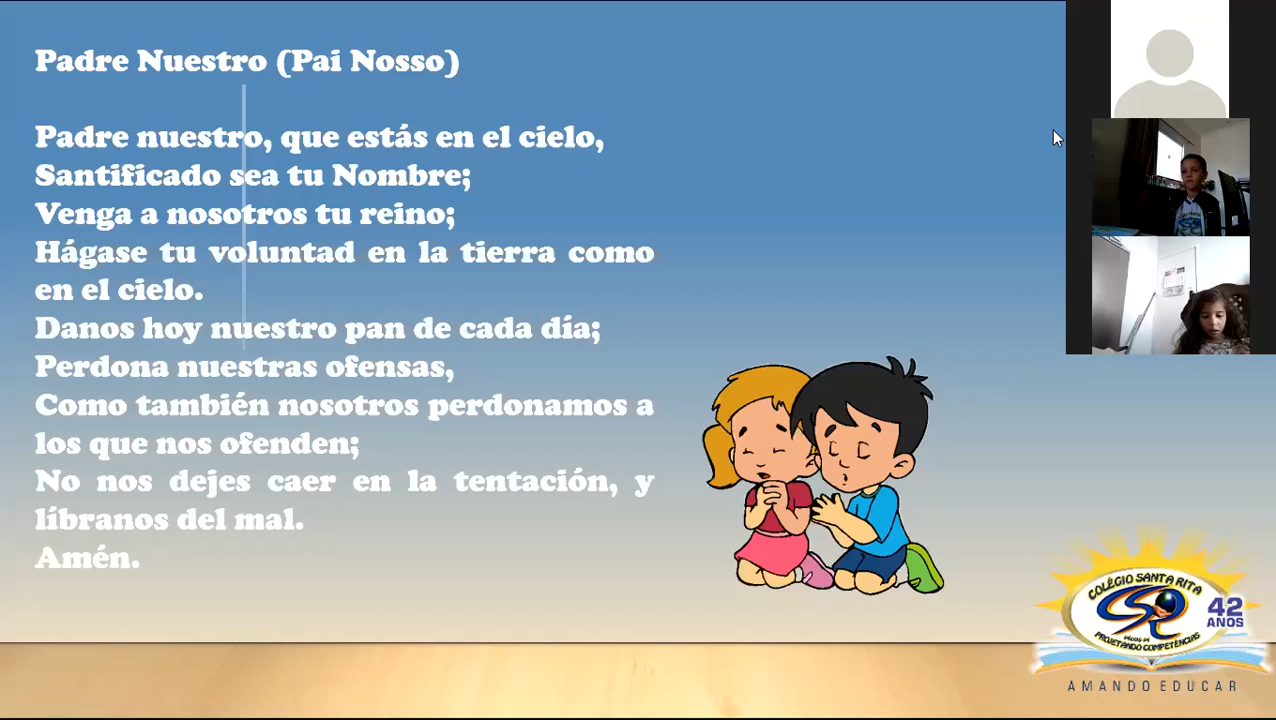 Padre Nuestro (Pai Nosso)
Padre nuestro, que estás en el cielo,
Santificado sea tu Nombre;
Venga a nosotros tu reino;
Hágase tu voluntad en la tierra como
en el cielo.
Danos hoy nuestro pan de cada día;
Perdona nuestras ofensas,
Como también nosotros perdonamos a
los que nos ofenden;
No nos dejes caer en la tentación, y
líbranos del mal.
Amén.
COLÉGIO SANTA RITA
CSR
42
ANOS
PROJETANDO COMPETÊNCIAS
AMANDO EDUCAR